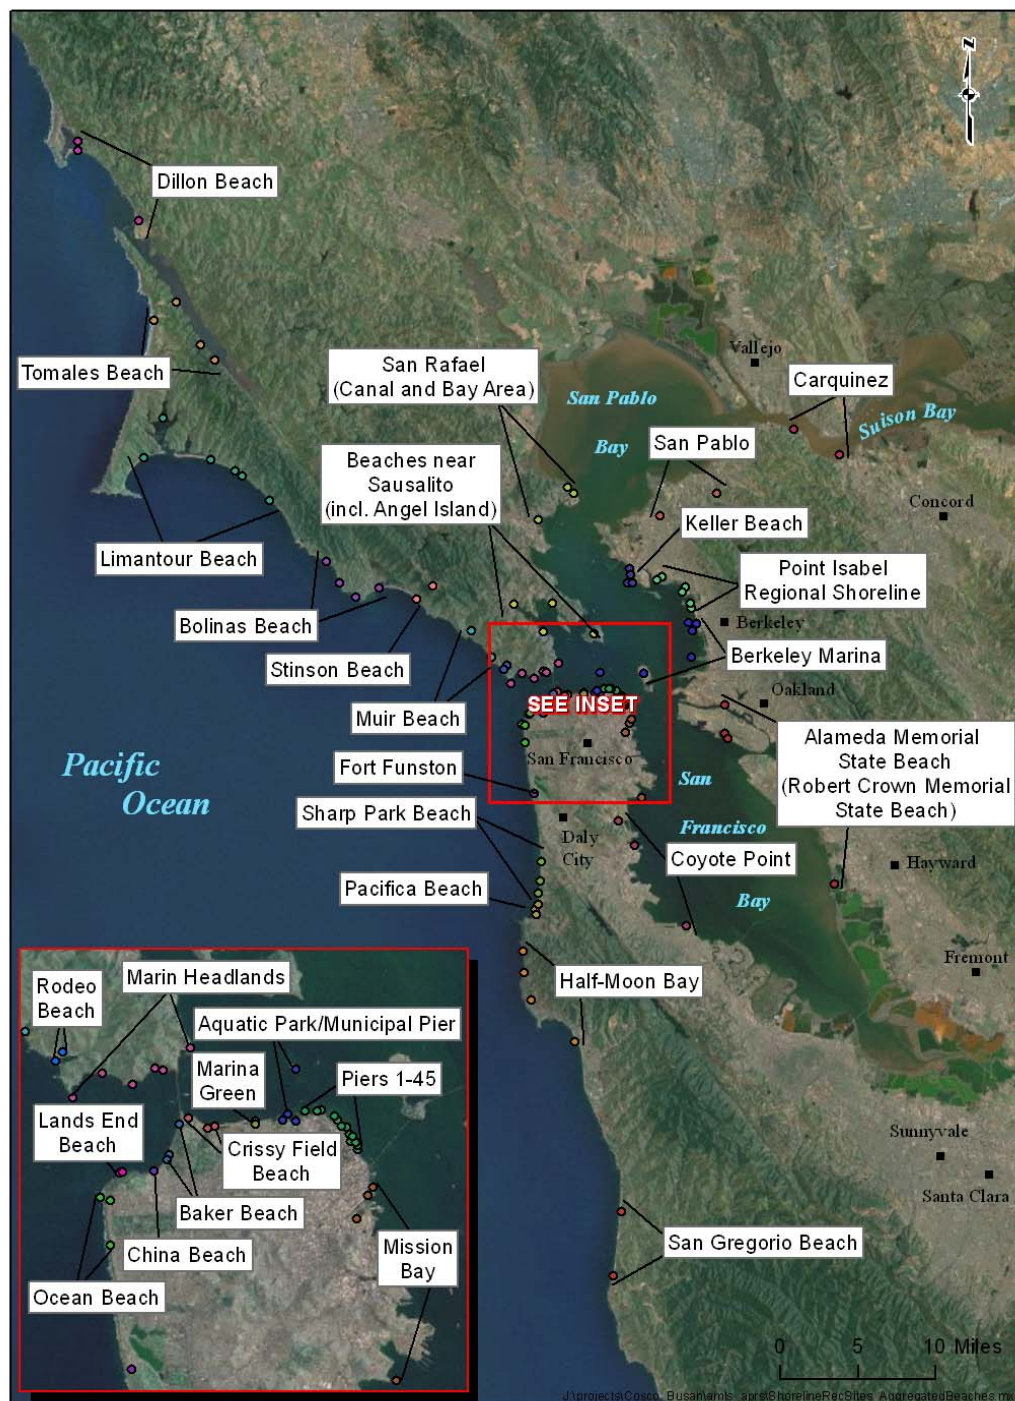 N
Dillon Beach
Tomales Beach
San Rafael
(Canal and Bay Area)
San Pablo
Bay
Vallejo
Carquinez
Suison Bay
San Pablo
Beaches near
Sausalito
(incl. Angel Island)
Concord
Keller Beach
Limantour Beach
Point Isabel
Regional Shoreline
Bolinas Beach
Berkeley
Stinson Beach
Berkeley Marina
Muir Beach
SEE INSET
Oakland
San Francisco
Alameda Memorial
State Beach
(Robert Crown Memorial
State Beach)
Pacific
Ocean
Fort Funston
San
Francisco
Bay
Sharp Park Beach
Daly
City
Coyote Point
Hayward
Pacifica Beach
Half-Moon Bay
Fremont
Marin Headlands
Rodeo
Beach
Aquatic Park/Municipal Pier
Marina
Green
Piers 1-45
Lands End
Beach
Crissy Field
Beach
Baker Beach
China Beach
Mission
Bay
Ocean Beach
Sunnyvale
Santa Clara
San Gregorio Beach
0 5 10 Miles